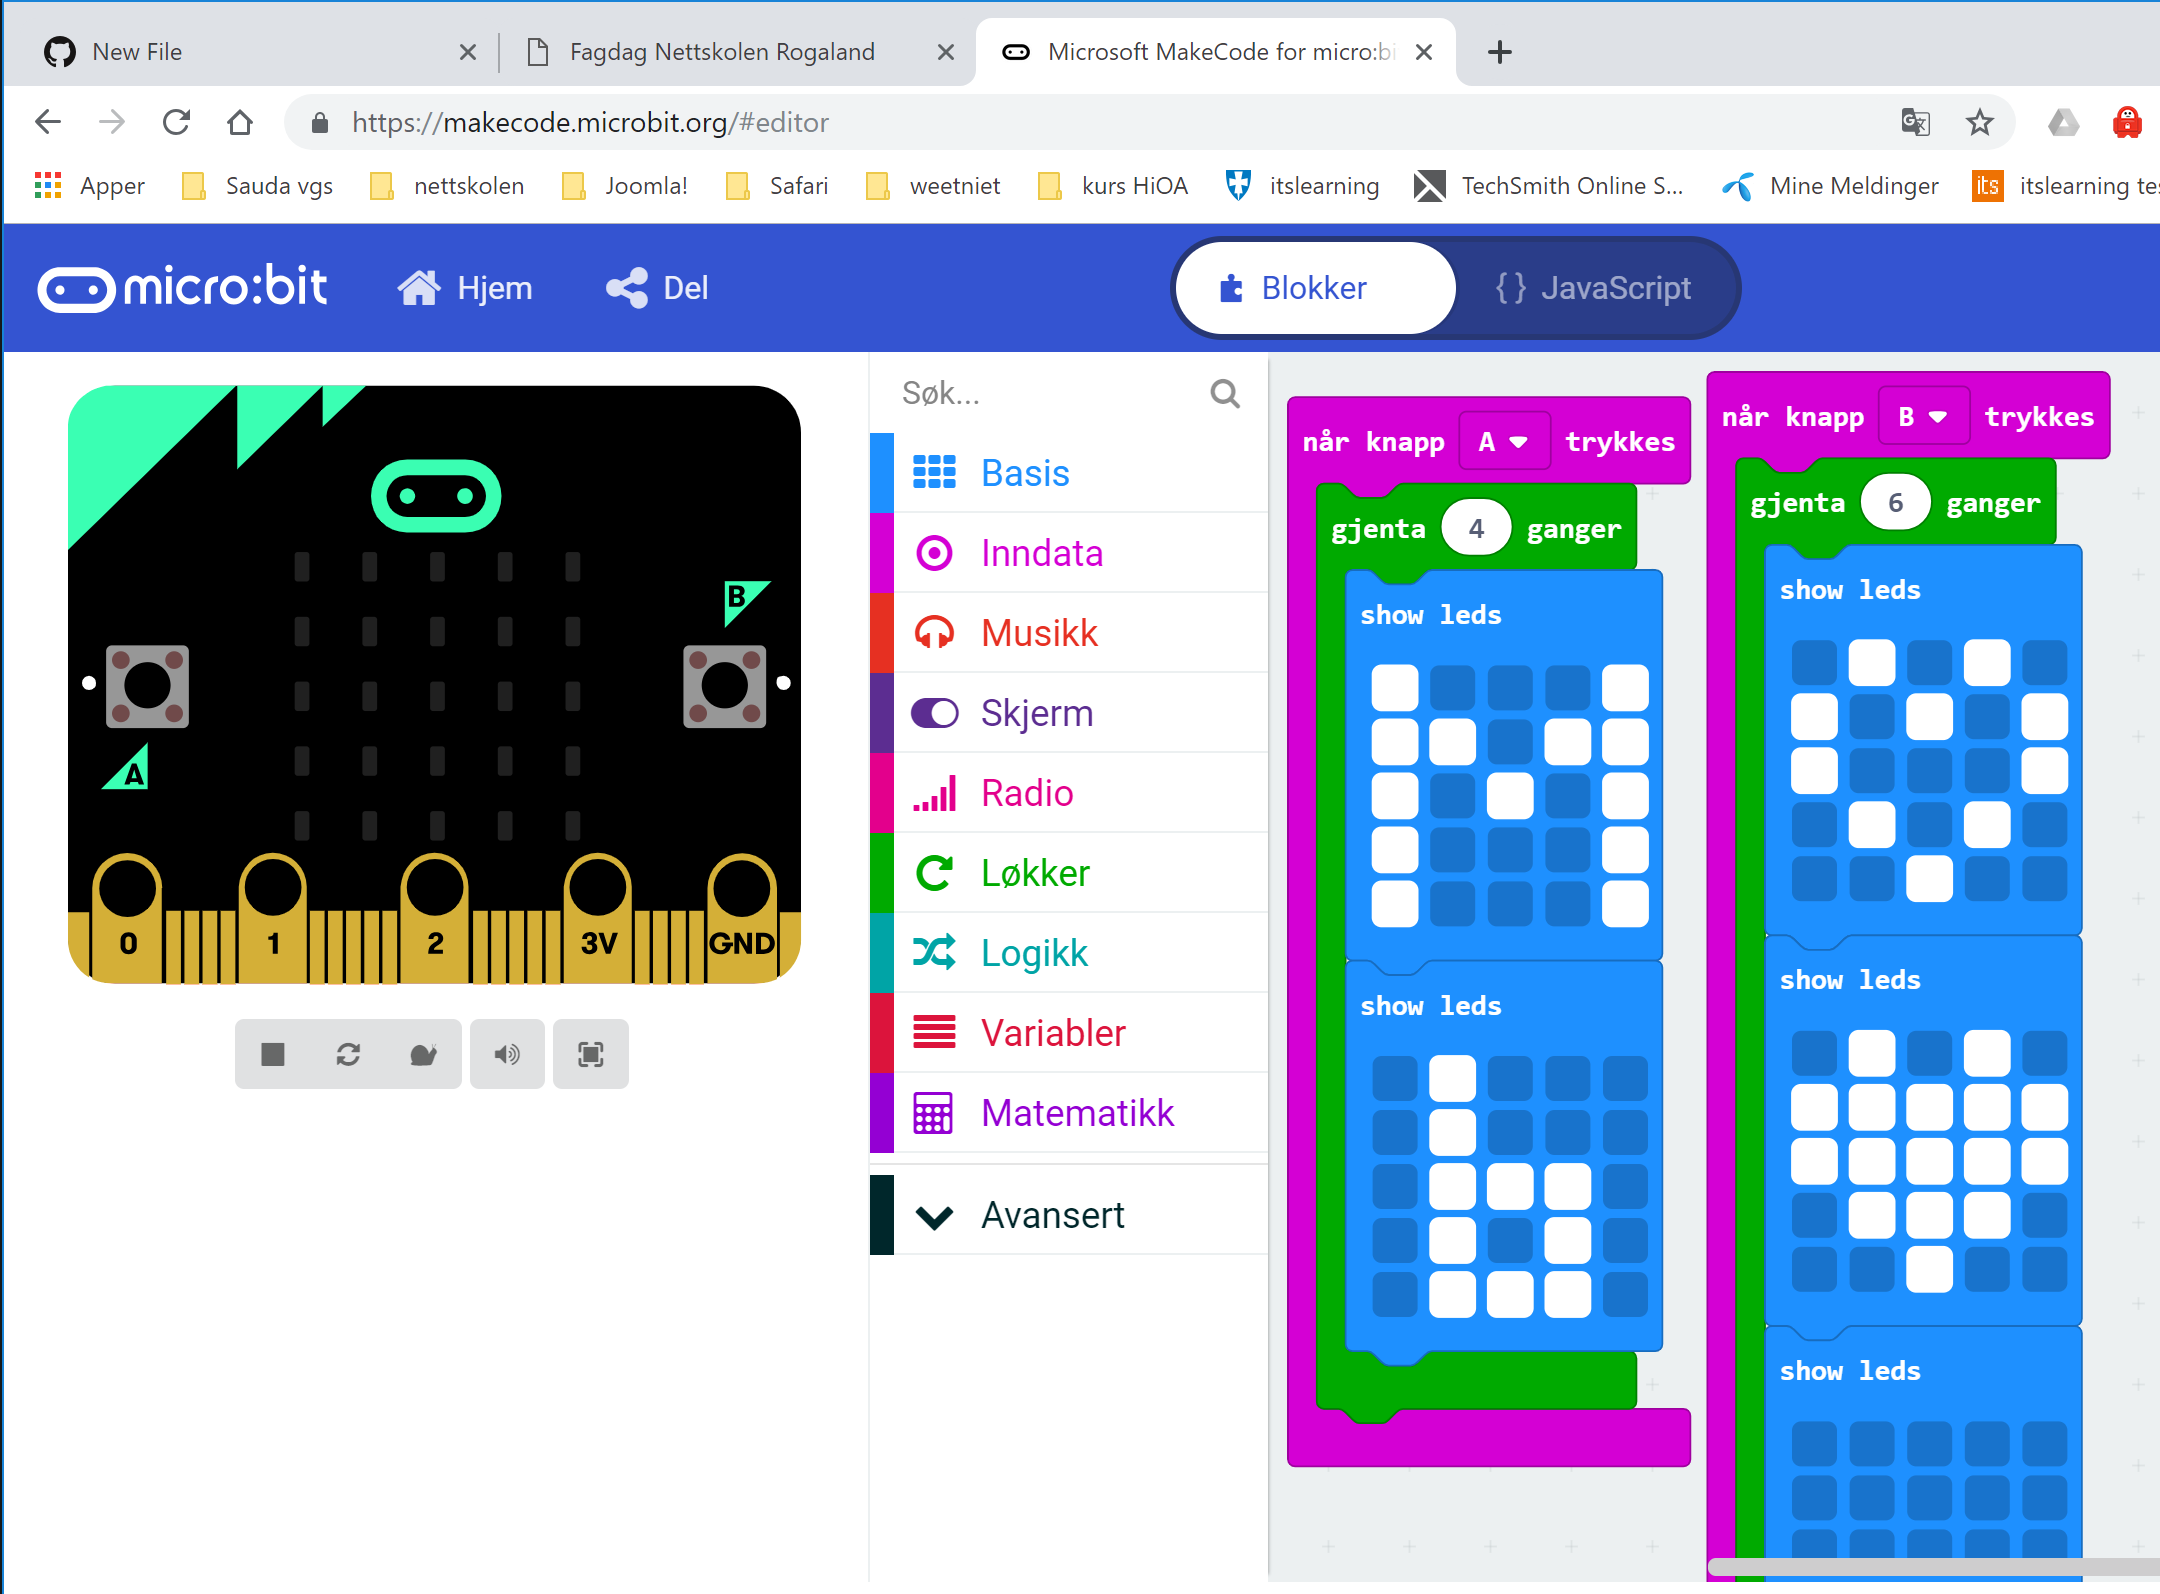 New File
Fagdag Nettskolen Rogaland
Microsoft MakeCode for micro:bi
https://makecode.microbit.org/#editor
Apper
Sauda vgs
nettskolen
Joomla!
Safari
weetniet
kurs HiOA
itslearning
TechSmith Online S...
Mine Meldinger
its
itslearning tes
micro:bit
Hjem
Del
Blokker
{} JavaScript
B
A
0
1
2
3V
GND
Søk...
Basis
Inndata
Musikk
Skjerm
Radio
Løkker
Logikk
Variabler
Matematikk
Avansert
når knapp A trykkes
gjenta 4 ganger
show leds
show leds
når knapp B trykkes
gjenta 6 ganger
show leds
show leds
show leds